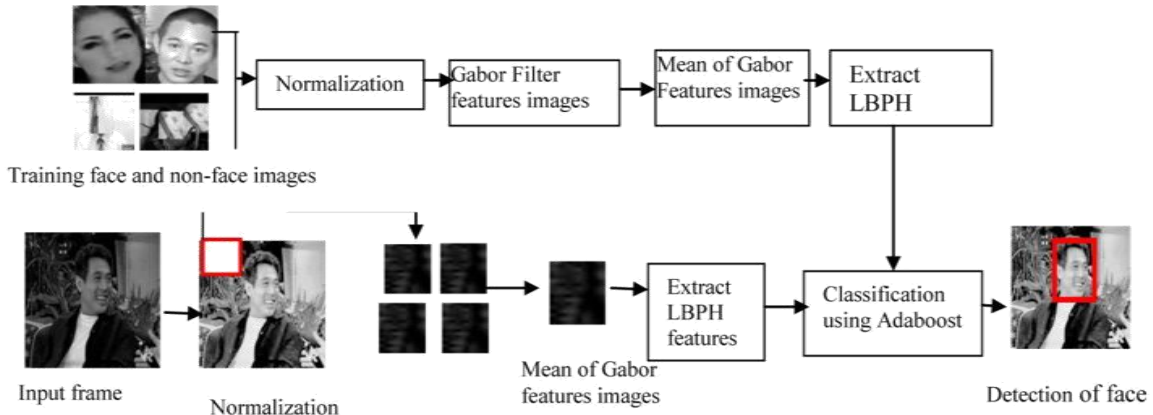 Normalization
Gabor Filter
features images
Mean of Gabor
Features images
Extract
LBPH
Training face and non-face images
Extract
LBPH
features
Classification
using Adaboost
Input frame
Normalization
Mean of Gabor
features images
Detection of face